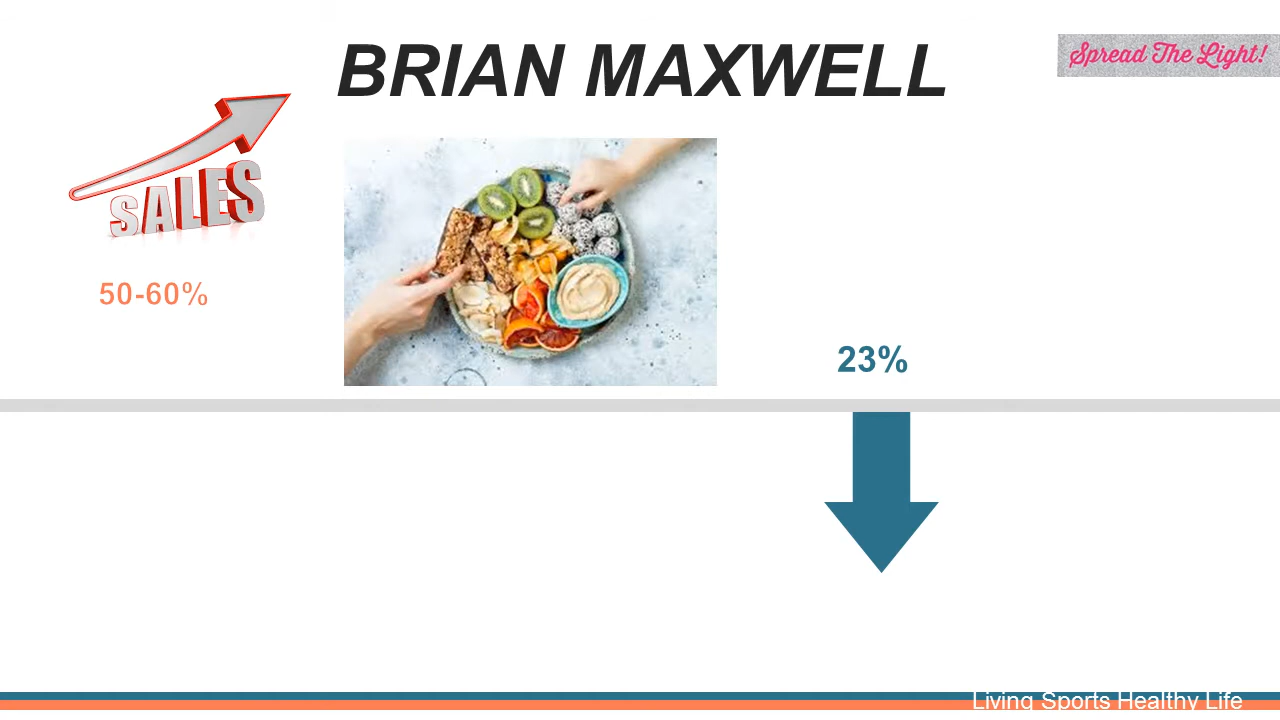 BRIAN MAXWELL
Spread The Light!
SALES
50-60%
23%
Living Sports Healthy Life